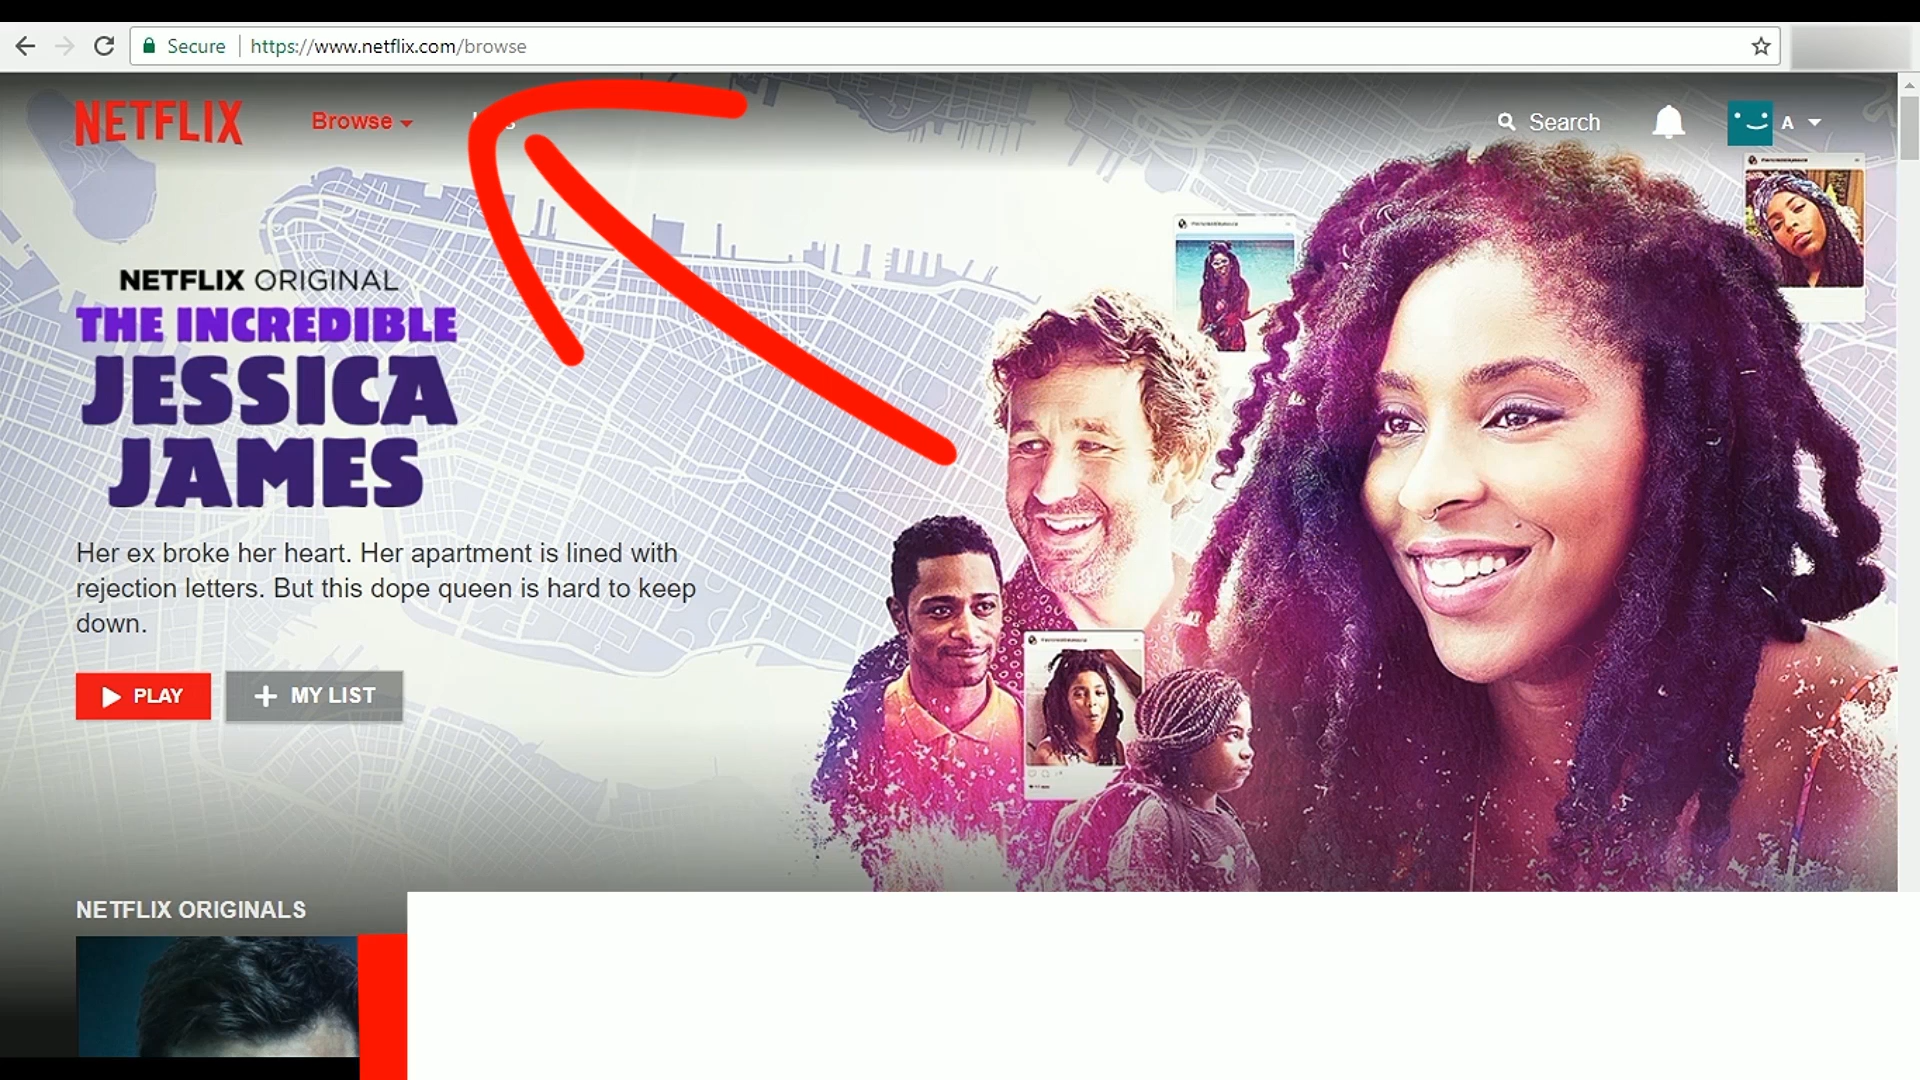 Secure https://www.netflix.com/browse
NETFLIX Browse Search A
NETFLIX ORIGINAL
THE INCREDIBLE
JESSICA
JAMES
Her ex broke her heart. Her apartment is lined with
rejection letters. But this dope queen is hard to keep
down.
PLAY + MY LIST
NETFLIX ORIGINALS